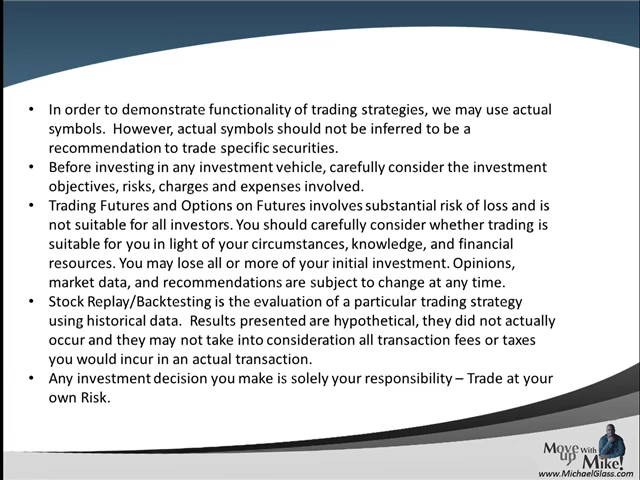 • In order to demonstrate functionality of trading strategies, we may use actual
symbols.  However, actual symbols should not be inferred to be a
recommendation to trade specific securities.
• Before investing in any investment vehicle, carefully consider the investment
objectives, risks, charges and expenses involved.
• Trading Futures and Options on Futures involves substantial risk of loss and is
not suitable for all investors. You should carefully consider whether trading is
suitable for you in light of your circumstances, knowledge, and financial
resources. You may lose all or more of your initial investment. Opinions,
market data, and recommendations are subject to change at any time.
• Stock Replay/Backtesting is the evaluation of a particular trading strategy
using historical data.  Results presented are hypothetical, they did not actually
occur and they may not take into consideration all transaction fees or taxes
you would incur in an actual transaction.
• Any investment decision you make is solely your responsibility – Trade at your
own Risk.
Move up With Mike!
www.MichaelGlass.com